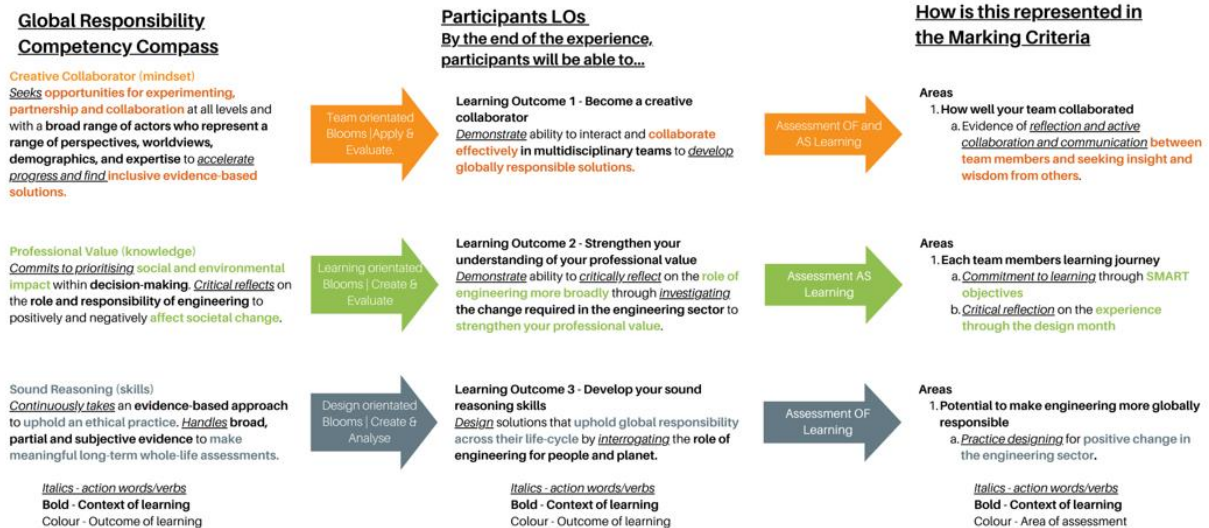 Global Responsibility
Competency Compass
Participants LOs
By the end of the experience,
participants will be able to...
How is this represented in
the Marking Criteria
Creative Collaborator (mindset)
Seeks opportunities for experimenting,
partnership and collaboration at all levels and
with a broad range of actors who represent a
range of perspectives, worldviews,
demographics, and expertise to accelerate
progress and find inclusive evidence-based
solutions.
Team orientated
Blooms |Apply &
Evaluate.
Learning Outcome 1 - Become a creative
collaborator
Demonstrate ability to interact and collaborate
effectively in multidisciplinary teams to develop
globally responsible solutions.
Assessment OF and
AS Learning
Areas
1. How well your team collaborated
a. Evidence of reflection and active
collaboration and communication between
team members and seeking insight and
wisdom from others.
Professional Value (knowledge)
Commits to prioritising social and environmental
impact within decision-making. Critical reflects on
the role and responsibility of engineering to
positively and negatively affect societal change.
Learning orientated
Blooms | Create &
Evaluate
Learning Outcome 2 - Strengthen your
understanding of your professional value
Demonstrate ability to critically reflect on the role of
engineering more broadly through investigating
the change required in the engineering sector to
strengthen your professional value.
Assessment AS
Learning
Areas
1. Each team members learning journey
a. Commitment to learning through SMART
objectives
b. Critical reflection on the experience
through the design month
Sound Reasoning (skills)
Continuously takes an evidence-based approach
to uphold an ethical practice. Handles broad,
partial and subjective evidence to make
meaningful long-term whole-life assessments.
Design orientated
Blooms | Create &
Analyse
Learning Outcome 3 - Develop your sound
reasoning skills
Design solutions that uphold global responsibility
across their life-cycle by interrogating the role of
engineering for people and planet.
Assessment OF
Learning
Areas
1. Potential to make engineering more globally
responsible
a. Practice designing for positive change in
the engineering sector.
Italics - action words/verbs
Bold - Context of learning
Colour - Outcome of learning
Italics - action words/verbs
Bold - Context of learning
Colour - Outcome of learning
Italics - action words/verbs
Bold - Context of learning
Colour - Area of assessment